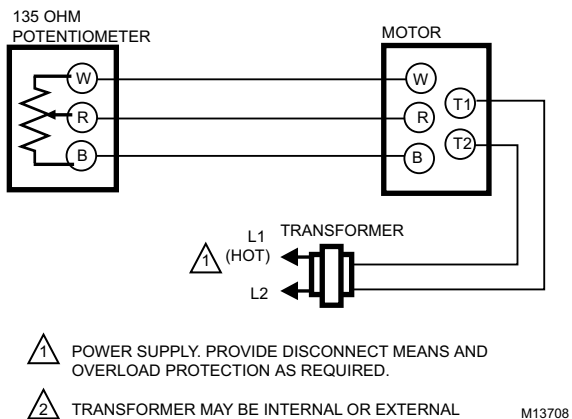 135 OHM
POTENTIOMETER
MOTOR
W
R
B
W
R
B
T1
T2
TRANSFORMER
L1
(HOT)
1
L2
1 POWER SUPPLY. PROVIDE DISCONNECT MEANS AND
OVERLOAD PROTECTION AS REQUIRED.
2 TRANSFORMER MAY BE INTERNAL OR EXTERNAL
M13708